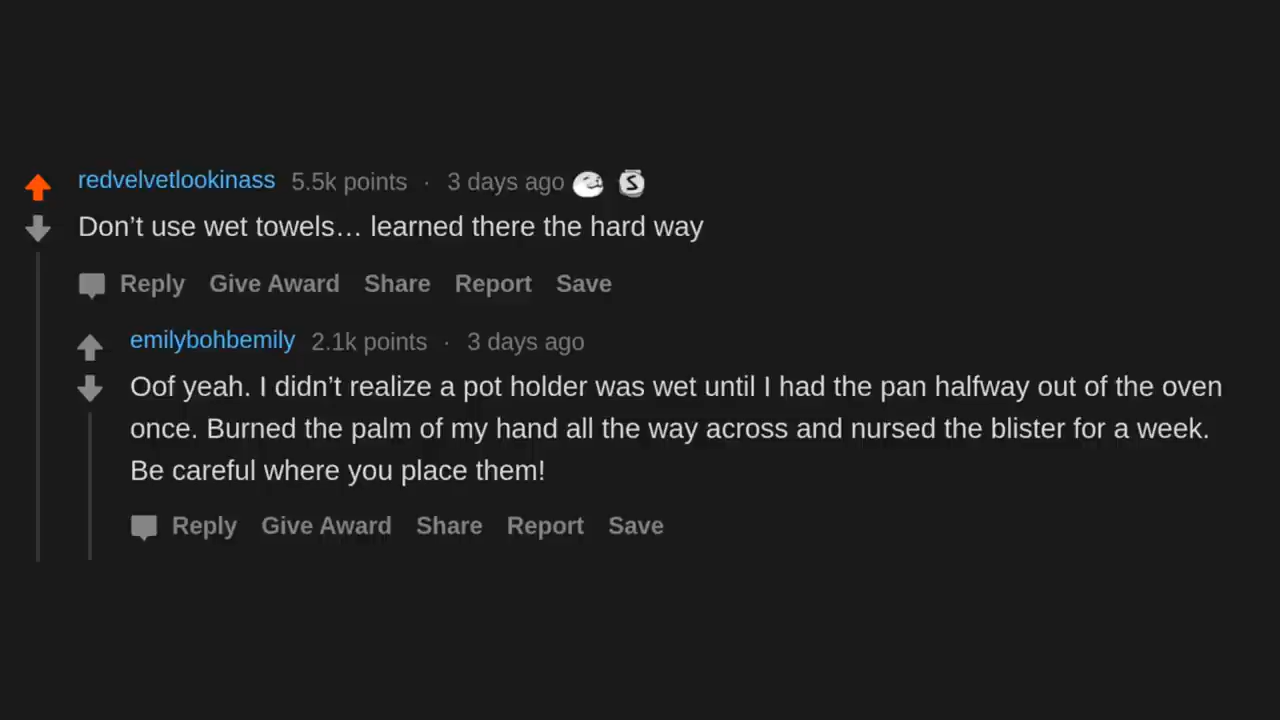 redvelvetlookinass 5.5k points · 3 days ago S
Don’t use wet towels… learned there the hard way
Reply Give Award Share Report Save
emilybohbemily 2.1k points · 3 days ago
Oof yeah. I didn’t realize a pot holder was wet until I had the pan halfway out of the oven
once. Burned the palm of my hand all the way across and nursed the blister for a week.
Be careful where you place them!
Reply Give Award Share Report Save